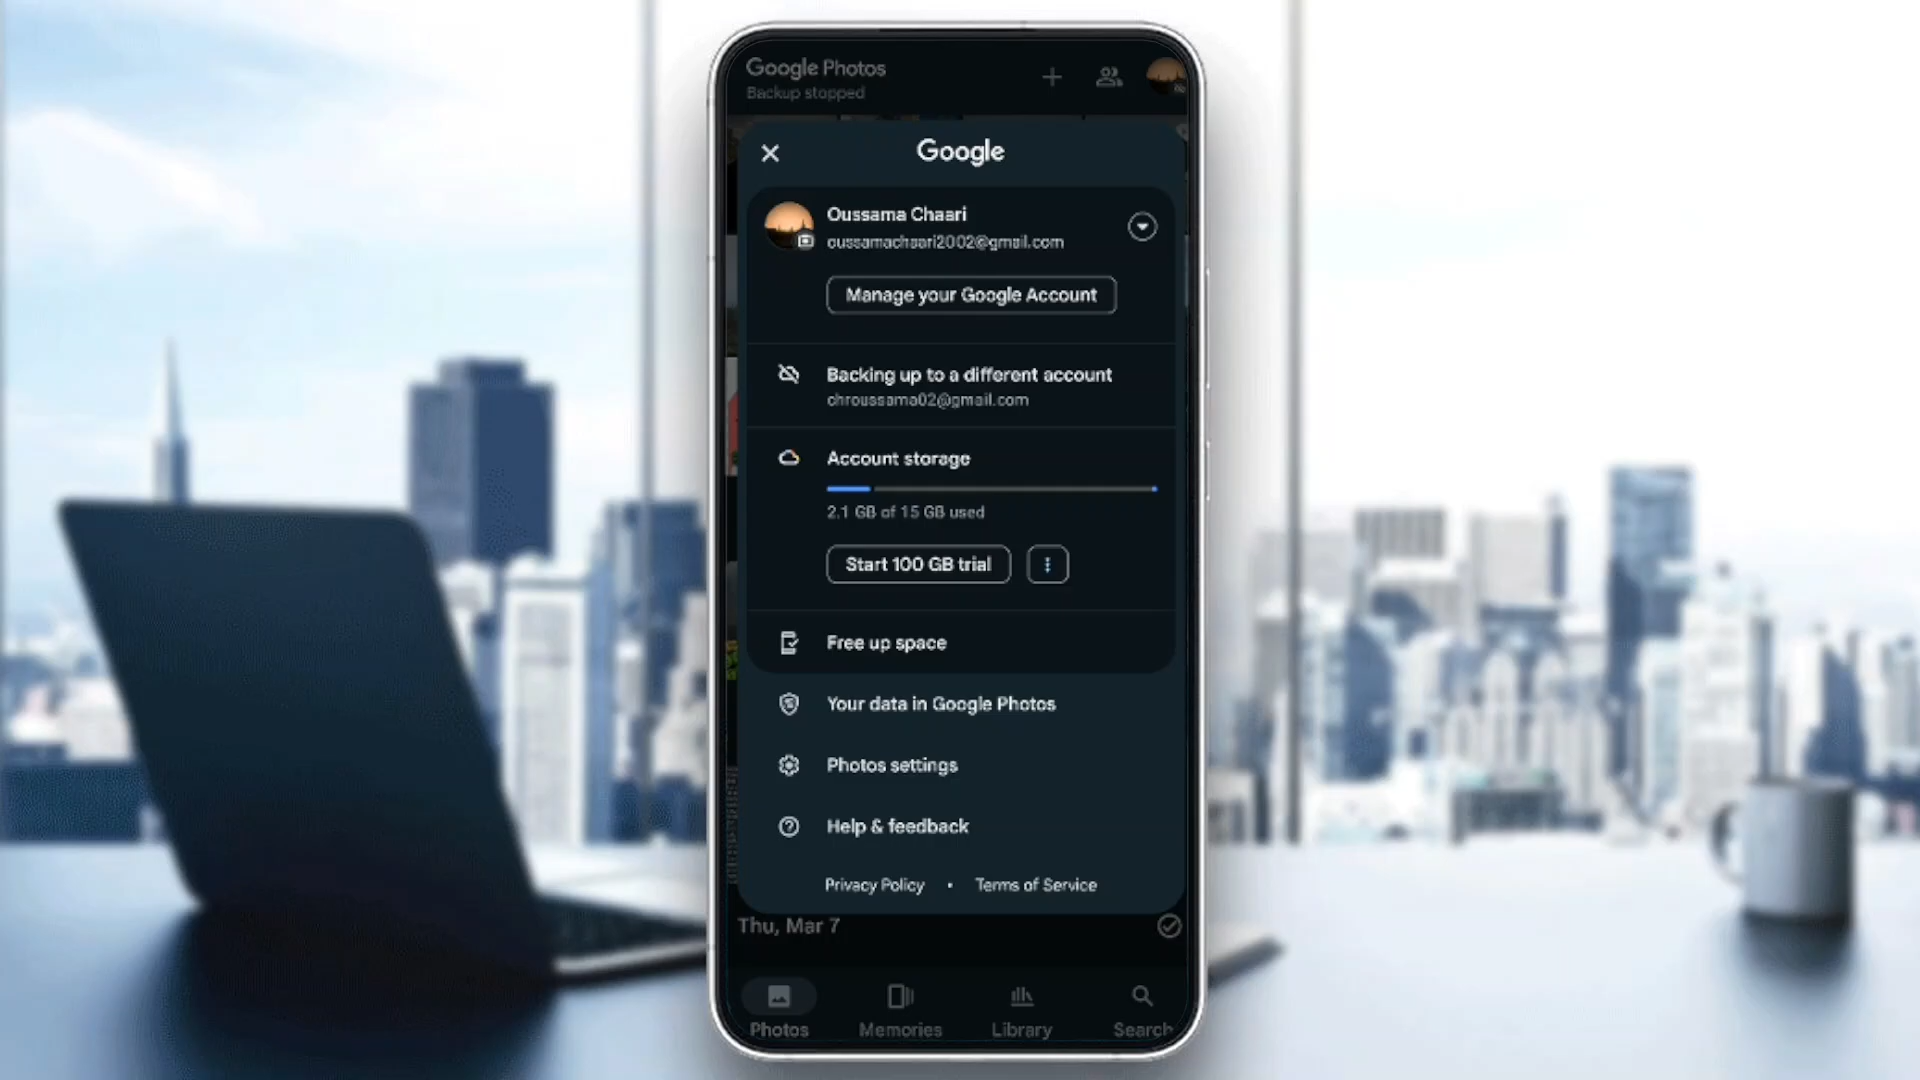 Google Photos
Backup stopped
Google
Oussama Chaari
oussamachaari2002@gmail.com
Manage your Google Account
Backing up to a different account
chroussama02@gmail.com
Account storage
2.1 GB of 15 GB used
Start 100 GB trial
Free up space
Your data in Google Photos
Photos settings
Help & feedback
Privacy Policy • Terms of Service
Thu, Mar 7
Photos Memories Library Search